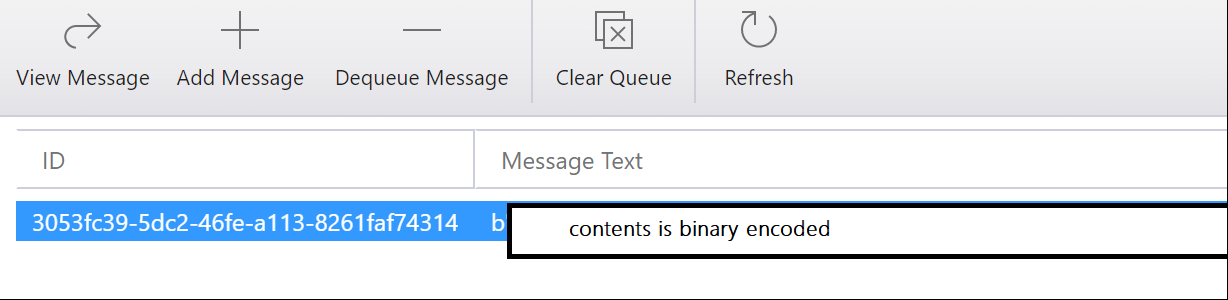 View Message Add Message Dequeue Message Clear Queue Refresh
ID Message Text
3053fc39-5dc2-46fe-a113-8261faf74314 b
contents is binary encoded